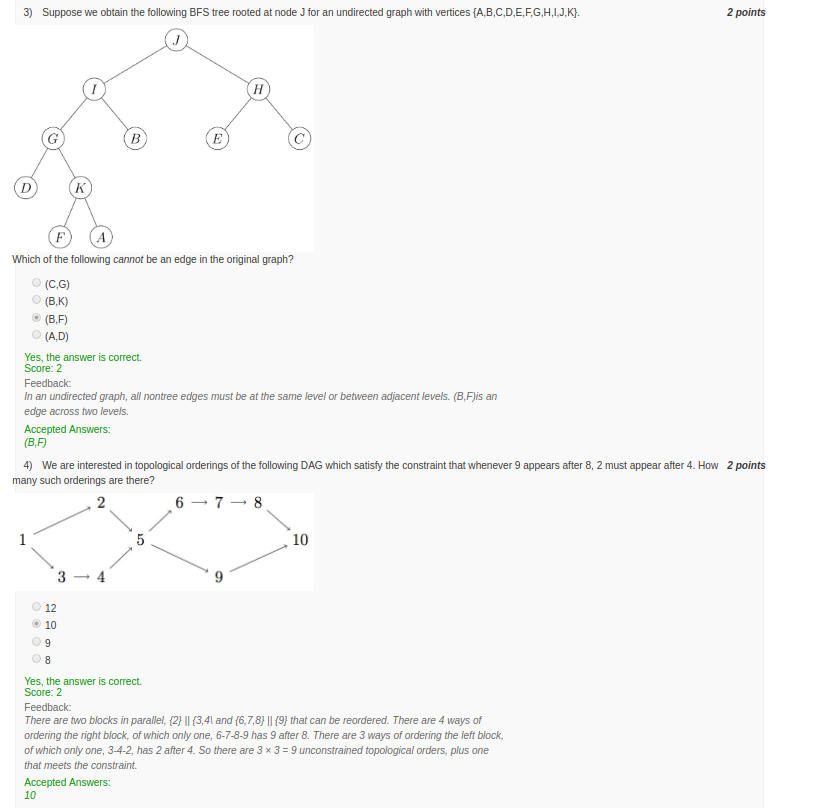 3) Suppose we obtain the following BFS tree rooted at node J for an undirected graph with vertices {A,B,C,D,E,F,G,H,I,J,K}. 2 points
J
I H
G B E C
D K
F A
Which of the following cannot be an edge in the original graph?
(C,G)
(B,K)
(B,F)
(A,D)
Yes, the answer is correct.
Score: 2
Feedback:
In an undirected graph, all nontree edges must be at the same level or between adjacent levels. (B,F)is an
edge across two levels.
Accepted Answers:
(B,F)
4) We are interested in topological orderings of the following DAG which satisfy the constraint that whenever 9 appears after 8, 2 must appear after 4. How 2 points
many such orderings are there?
2 6 → 7 → 8
1 5 10
3 → 4 9
12
10
9
8
Yes, the answer is correct.
Score: 2
Feedback:
There are two blocks in parallel, {2} || {3,4\ and {6,7,8} || {9} that can be reordered. There are 4 ways of
ordering the right block, of which only one, 6-7-8-9 has 9 after 8. There are 3 ways of ordering the left block,
of which only one, 3-4-2, has 2 after 4. So there are 3 × 3 = 9 unconstrained topological orders, plus one
that meets the constraint.
Accepted Answers:
10